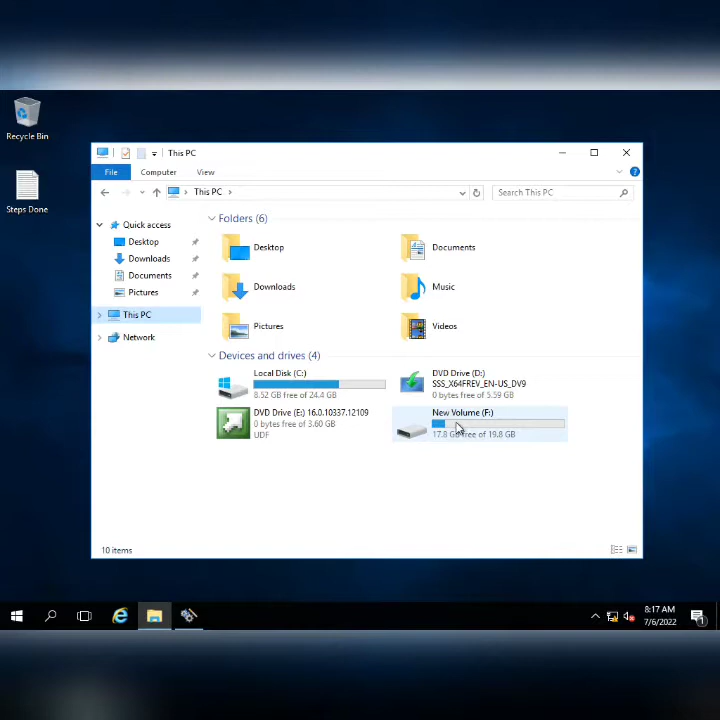 Recycle Bin
Steps Done
This PC
File
Computer
View
This PC
Search This PC
Quick access
Desktop
Downloads
Documents
Pictures
This PC
Network
Folders (6)
Desktop
Documents
Downloads
Music
Pictures
Videos
Devices and drives (4)
Local Disk (C:)
8.52 GB free of 24.4 GB
DVD Drive (D:)
SSS_X64FREV_EN-US_DV9
0 bytes free of 5.59 GB
DVD Drive (E:) 16.0.10337.12109
0 bytes free of 3.60 GB
UDF
New Volume (F:)
17.8 GB free of 19.8 GB
10 items
8:17 AM
7/6/2022
1